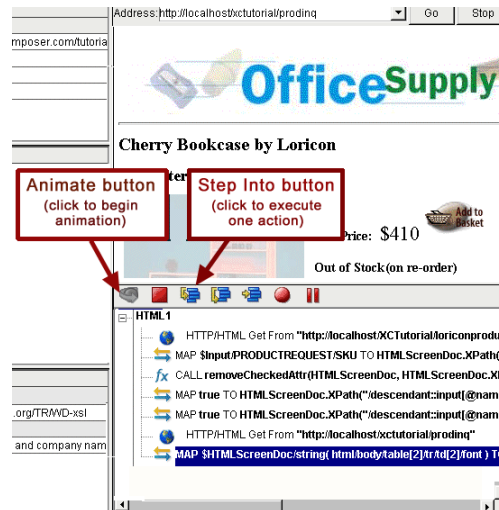 Address: http://localhost/xctutorial/prodinq
Go
Stop
mposer.com/tutoria
OfficeSupply
Cherry Bookcase by Loricon
Animate button
(click to begin
animation)
Step Into button
(click to execute
one action)
Price: $410
Add to
Basket
Out of Stock(on re-order)
HTML1
HTTP/HTML Get From "http://localhost/XCTutorial/loriconprodu
MAP $Input/PRODUCTREQUEST/SKU TO HTMLScreenDoc.XPath(
fx CALL removeCheckedAttr(HTMLScreenDoc, HTMLScreenDoc.X
MAP true TO HTMLScreenDoc.XPath("/descendant::input[@nam
.org/TR/WD-xsl
MAP true TO HTMLScreenDoc.XPath("/descendant::input[@nam
HTTP/HTML Get From "http://localhost/xctutorial/prodinq"
and company nam
MAP $HTMLScreenDoc/string( html/body/table[2]/tr/td[2]/font ) T